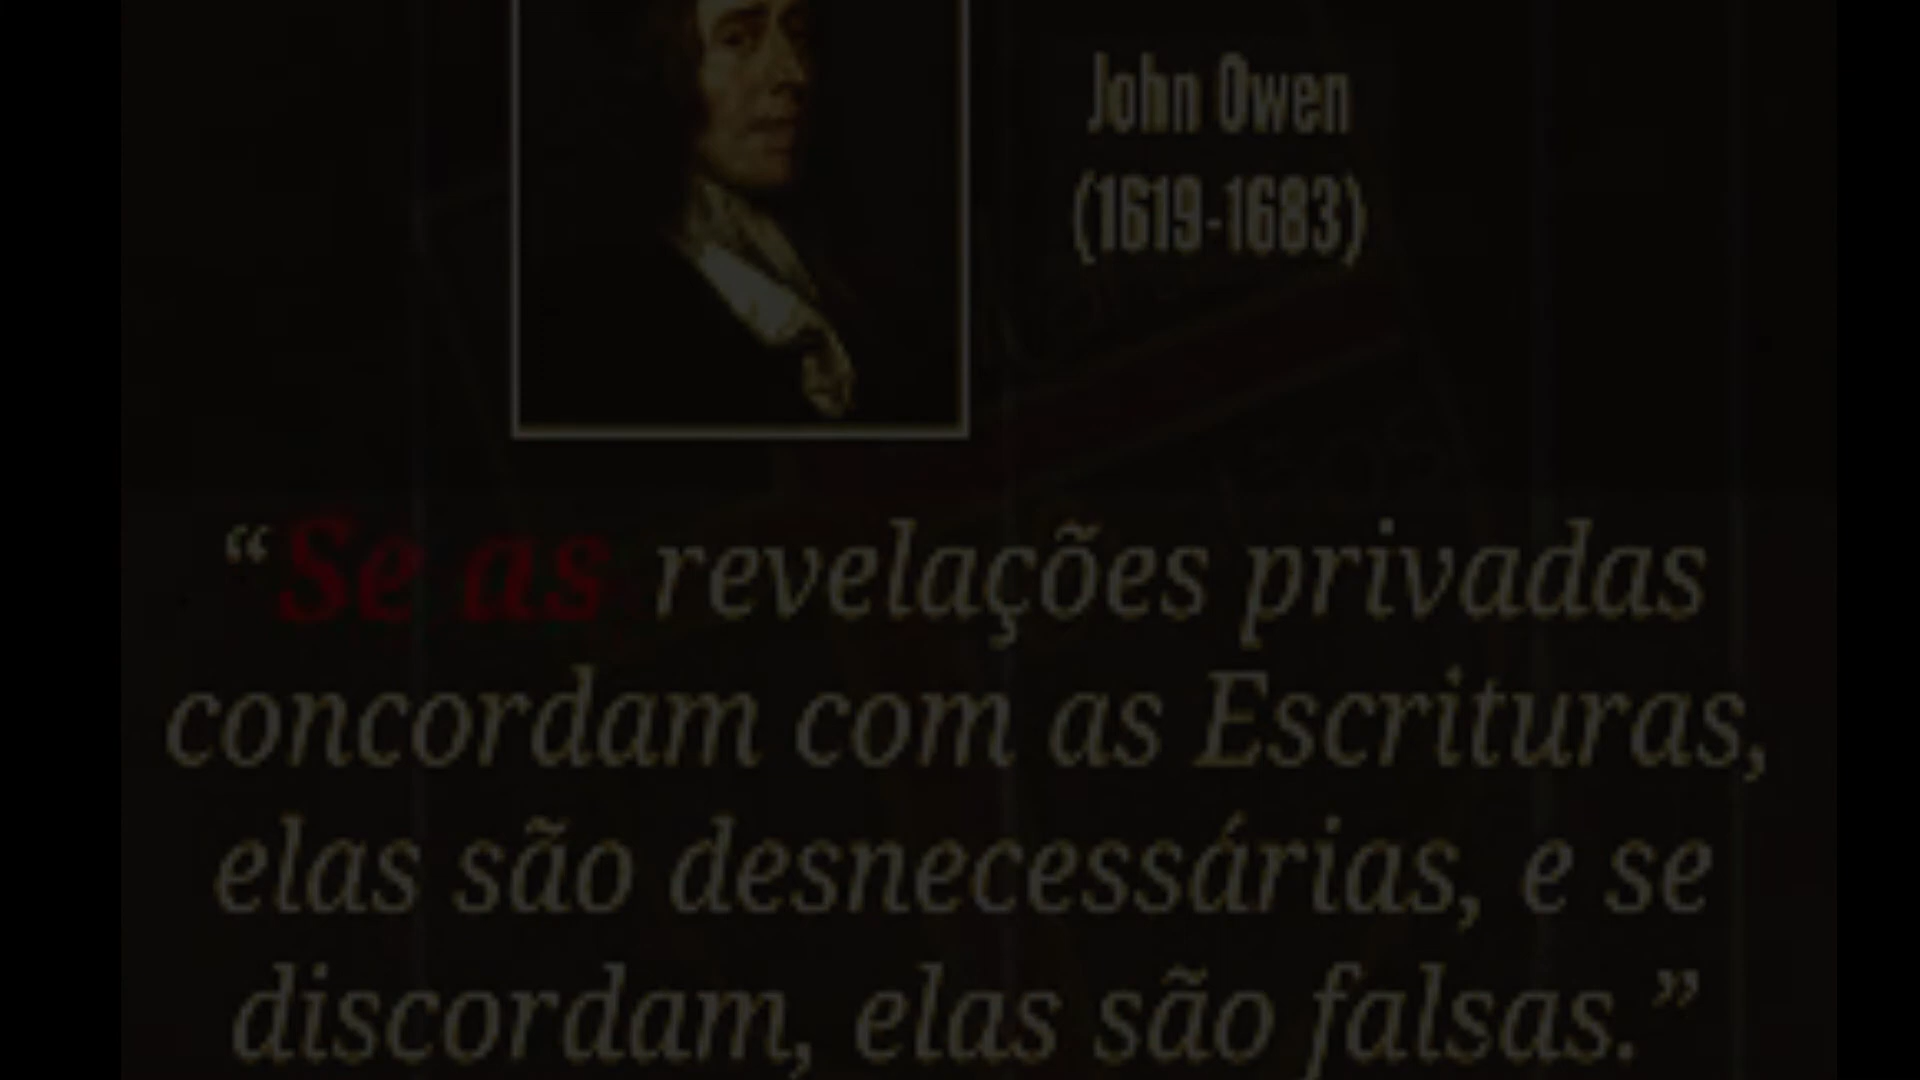 John Owen
(1619-1683)
“Se as revelações privadas
concordam com as Escrituras,
elas são desnecessárias, e se
discordam, elas são falsas.”